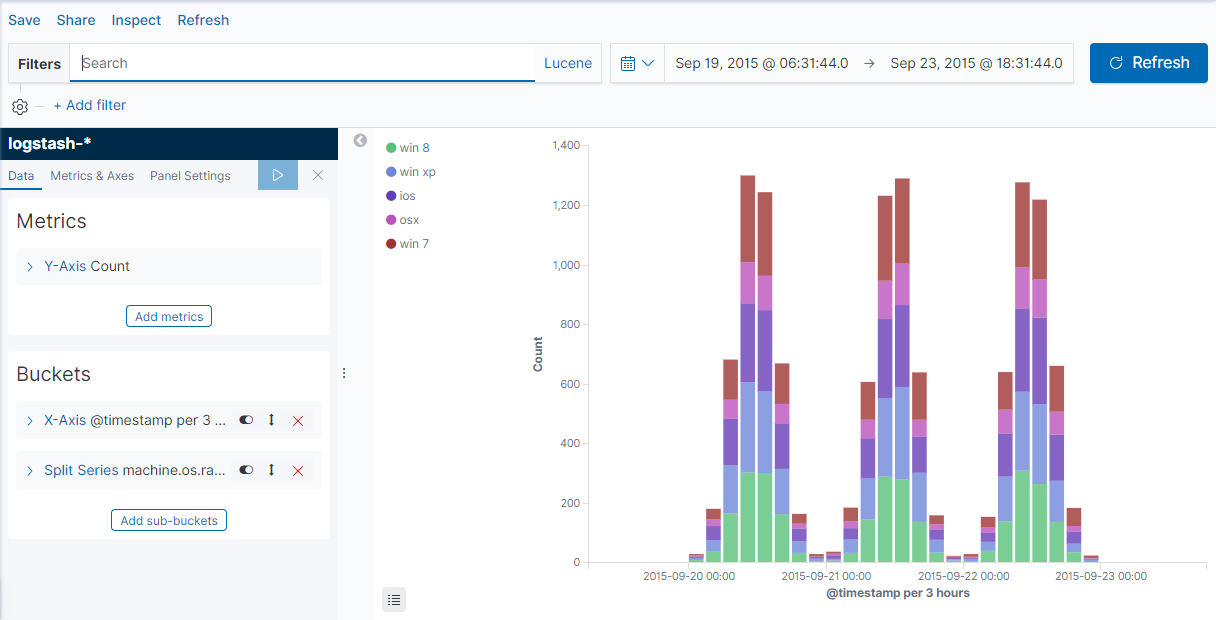 Save Share Inspect Refresh
Filters Search Lucene Sep 19, 2015 @ 06:31:44.0 → Sep 23, 2015 @ 18:31:44.0 Refresh
+ Add filter
logstash-*
Data Metrics & Axes Panel Settings
Metrics
Y-Axis Count
Add metrics
Buckets
X-Axis @timestamp per 3 ...
Split Series machine.os.ra...
Add sub-buckets
win 8
win xp
ios
osx
win 7
Count
1,400
1,200
1,000
800
600
400
200
0
2015-09-20 00:00 2015-09-21 00:00 2015-09-22 00:00 2015-09-23 00:00
@timestamp per 3 hours